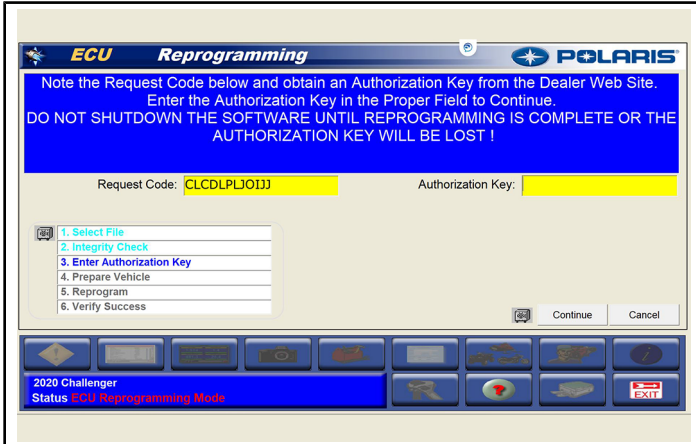 ECU Reprogramming
POLARIS
Note the Request Code below and obtain an Authorization Key from the Dealer Web Site.
Enter the Authorization Key in the Proper Field to Continue.
DO NOT SHUTDOWN THE SOFTWARE UNTIL REPROGRAMMING IS COMPLETE OR THE
AUTHORIZATION KEY WILL BE LOST !
Request Code: CLCDLPLJOIJJ
Authorization Key:
1. Select File
2. Integrity Check
3. Enter Authorization Key
4. Prepare Vehicle
5. Reprogram
6. Verify Success
Continue
Cancel
2020 Challenger
Status ECU Reprogramming Mode
?
i
EXIT